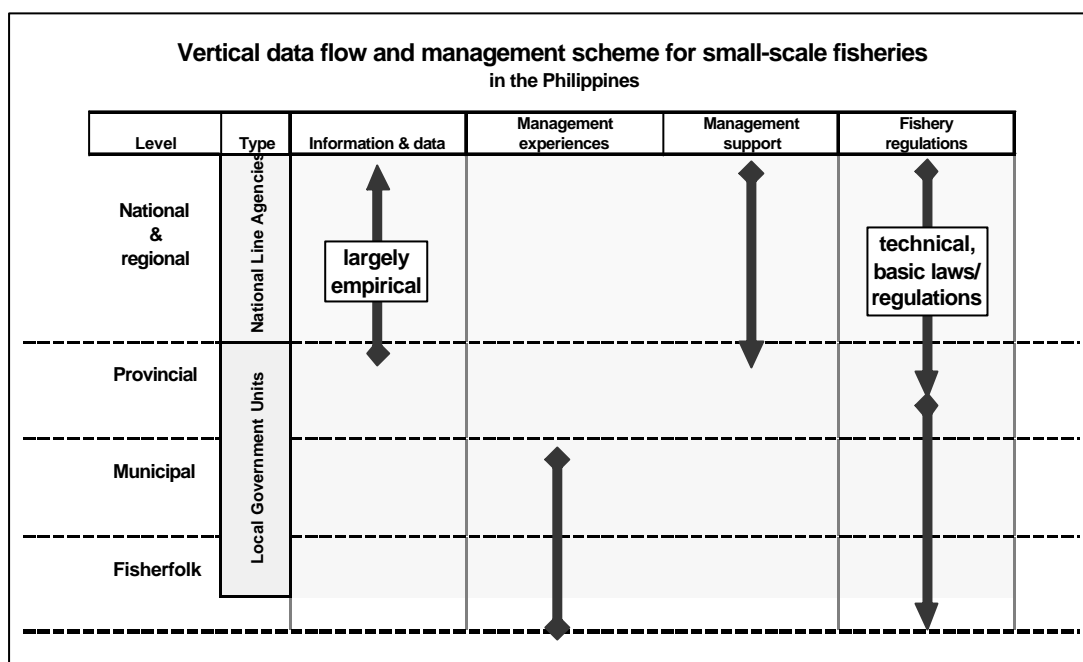 Vertical data flow and management scheme for small-scale fisheries
in the Philippines
Level
Type
Information & data
Management
experiences
Management
support
Fishery
regulations
National
&
regional
National Line Agencies
largely
empirical
technical,
basic laws/
regulations
Provincial
Local Government Units
Municipal
Fisherfolk